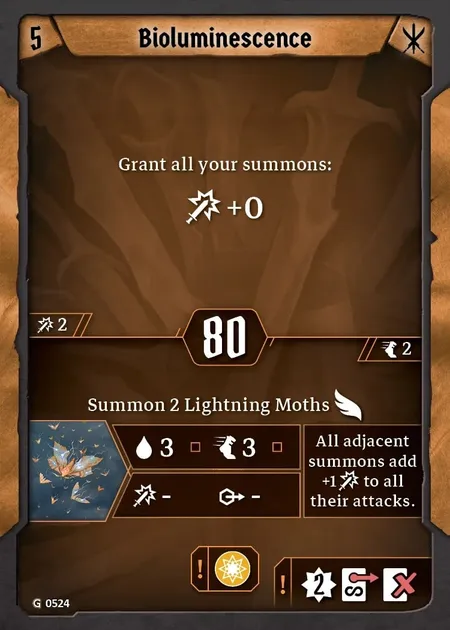 5
Bioluminescence
Grant all your summons:
+0
2
80
2
Summon 2 Lightning Moths
3
3
-
-
All adjacent
summons add
+1 to all
their attacks.
!
!
2
G 0524